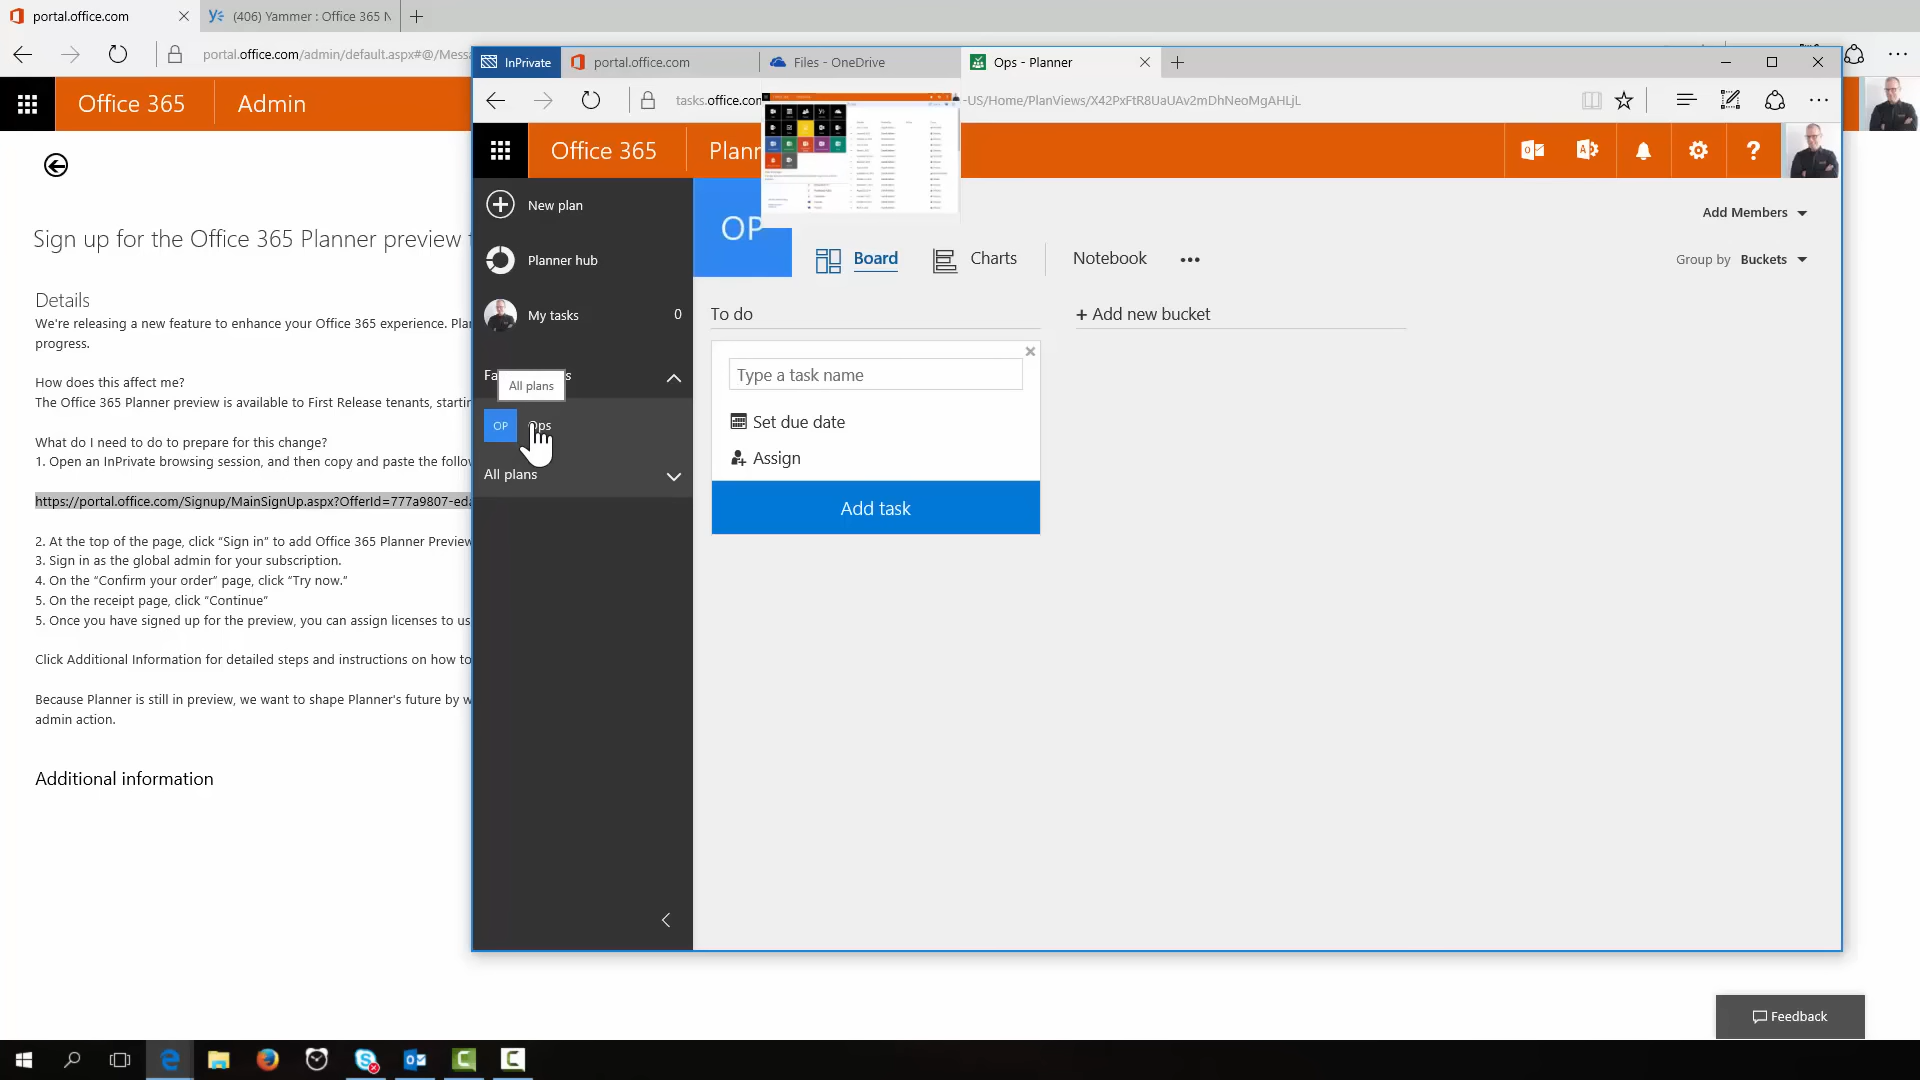 portal.office.com
(406) Yammer : Office 365 N
portal.office.com/admin/default.aspx#@/Messa
Office 365
Admin
Sign up for the Office 365 Planner preview t
Details
We're releasing a new feature to enhance your Office 365 experience. Plan
progress.
How does this affect me?
The Office 365 Planner preview is available to First Release tenants, startin
What do I need to do to prepare for this change?
1. Open an InPrivate browsing session, and then copy and paste the follow
https://portal.office.com/Signup/MainSignUp.aspx?OfferId=777a9807-eda
2. At the top of the page, click “Sign in” to add Office 365 Planner Preview
3. Sign in as the global admin for your subscription.
4. On the “Confirm your order” page, click “Try now.”
5. On the receipt page, click “Continue”
5. Once you have signed up for the preview, you can assign licenses to us
Click Additional Information for detailed steps and instructions on how to
Because Planner is still in preview, we want to shape Planner's future by w
admin action.
Additional information
InPrivate
portal.office.com
Files - OneDrive
Ops - Planner
tasks.office.com
-US/Home/PlanViews/X42PxFtR8UaUAv2mDhNeoMgAHLjL
Office 365
Plann
New plan
Planner hub
My tasks
0
Fa
s
All plans
OP
Ops
All plans
OP
Board
Charts
Notebook
Add Members
Group by Buckets
To do
+ Add new bucket
Type a task name
Set due date
Assign
Add task
Feedback